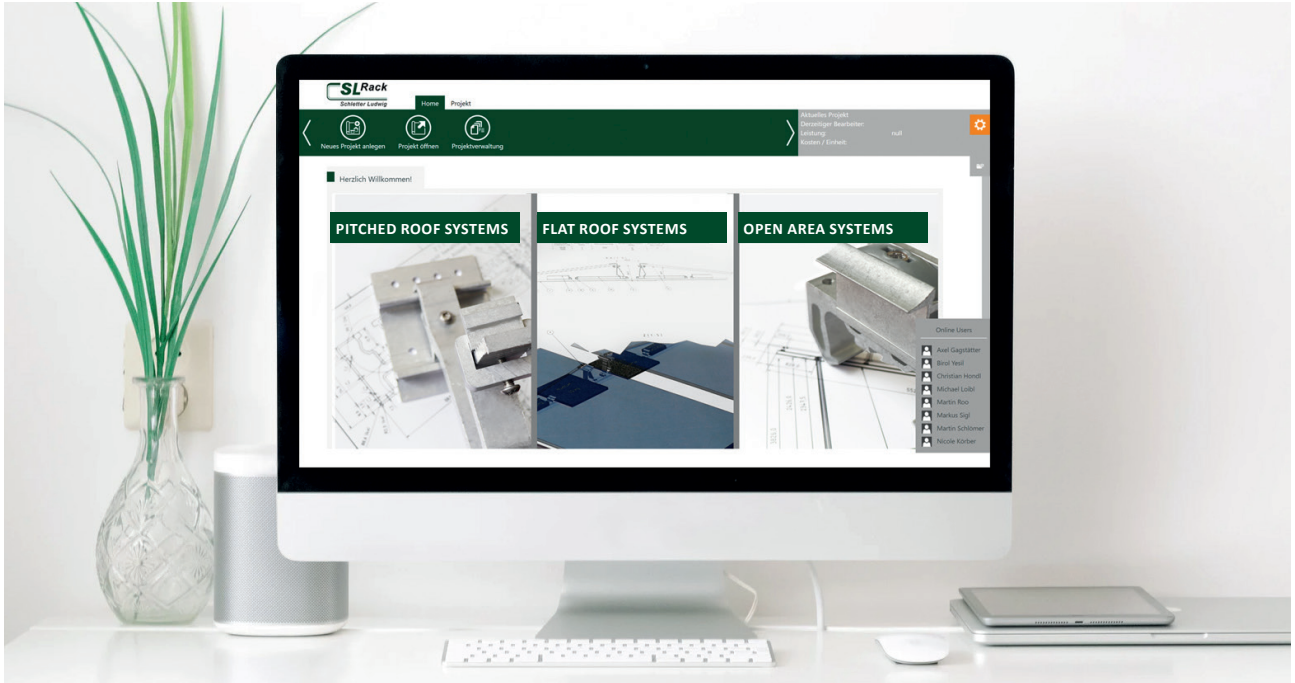 SLRack
Schletter Ludwig
Home Projekt
Neues Projekt anlegen Projekt öffnen Projektverwaltung
Aktuelles Projekt
Derzeitiger Bearbeiter:
Leistung: null
Kosten / Einheit
Herzlich Willkommen!
PITCHED ROOF SYSTEMS
FLAT ROOF SYSTEMS
OPEN AREA SYSTEMS
Online Users
Axel Gagstätter
Birol Yesil
Christian Hondl
Michael Loibl
Martin Roo
Markus Sigl
Martin Schlömer
Nicole Körber